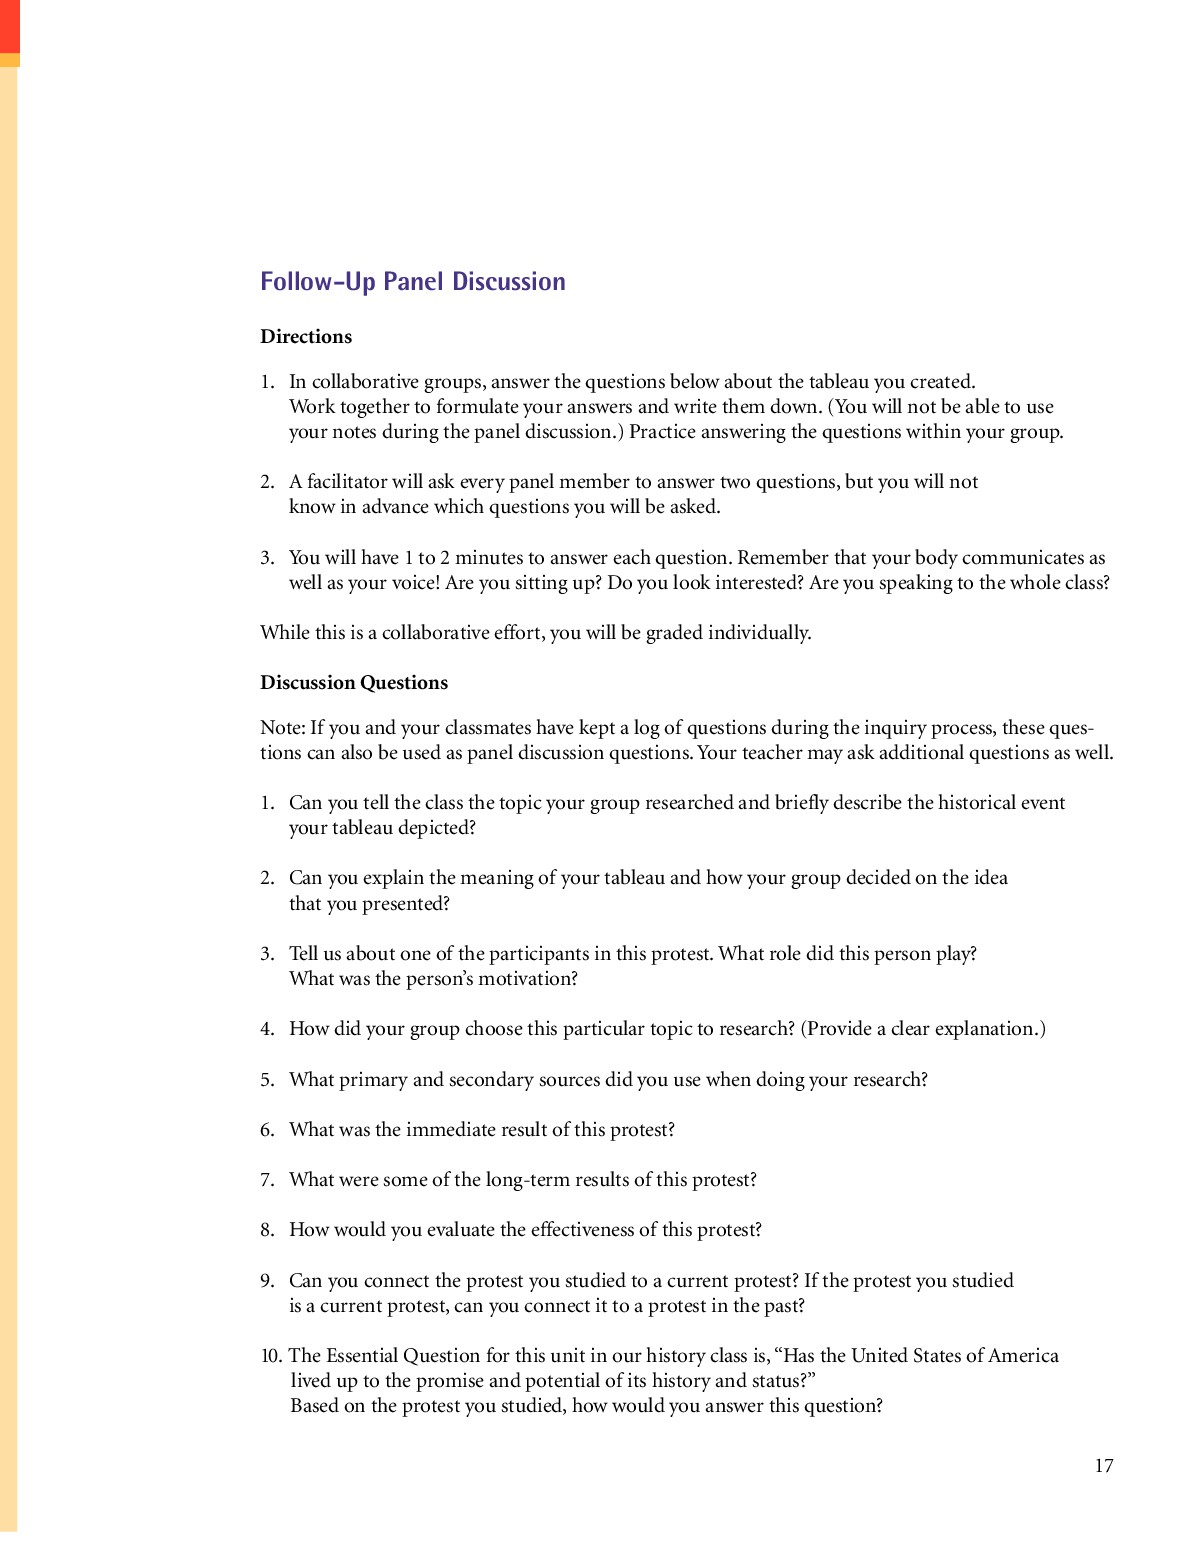 Follow-Up Panel Discussion
Directions
1. In collaborative groups, answer the questions below about the tableau you created.
Work together to formulate your answers and write them down. (You will not be able to use
your notes during the panel discussion.) Practice answering the questions within your group.
2. A facilitator will ask every panel member to answer two questions, but you will not
know in advance which questions you will be asked.
3. You will have 1 to 2 minutes to answer each question. Remember that your body communicates as
well as your voice! Are you sitting up? Do you look interested? Are you speaking to the whole class?
While this is a collaborative effort, you will be graded individually.
Discussion Questions
Note: If you and your classmates have kept a log of questions during the inquiry process, these ques-
tions can also be used as panel discussion questions. Your teacher may ask additional questions as well.
1. Can you tell the class the topic your group researched and briefly describe the historical event
your tableau depicted?
2. Can you explain the meaning of your tableau and how your group decided on the idea
that you presented?
3. Tell us about one of the participants in this protest. What role did this person play?
What was the person’s motivation?
4. How did your group choose this particular topic to research? (Provide a clear explanation.)
5. What primary and secondary sources did you use when doing your research?
6. What was the immediate result of this protest?
7. What were some of the long-term results of this protest?
8. How would you evaluate the effectiveness of this protest?
9. Can you connect the protest you studied to a current protest? If the protest you studied
is a current protest, can you connect it to a protest in the past?
10. The Essential Question for this unit in our history class is, “Has the United States of America
lived up to the promise and potential of its history and status?”
Based on the protest you studied, how would you answer this question?
17